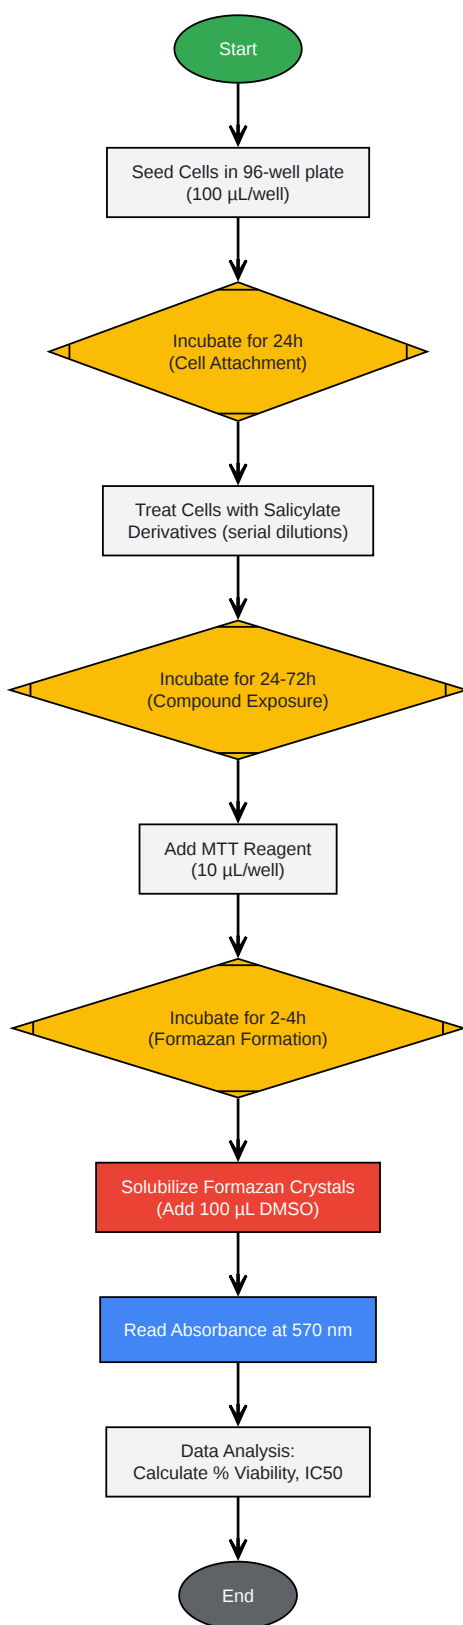 Start
Seed Cells in 96-well plate
(100 µL/well)
Incubate for 24h
(Cell Attachment)
Treat Cells with Salicylate
Derivatives (serial dilutions)
Incubate for 24-72h
(Compound Exposure)
Add MTT Reagent
(10 µL/well)
Incubate for 2-4h
(Formazan Formation)
Solubilize Formazan Crystals
(Add 100 µL DMSO)
Read Absorbance at 570 nm
Data Analysis:
Calculate % Viability, IC50
End